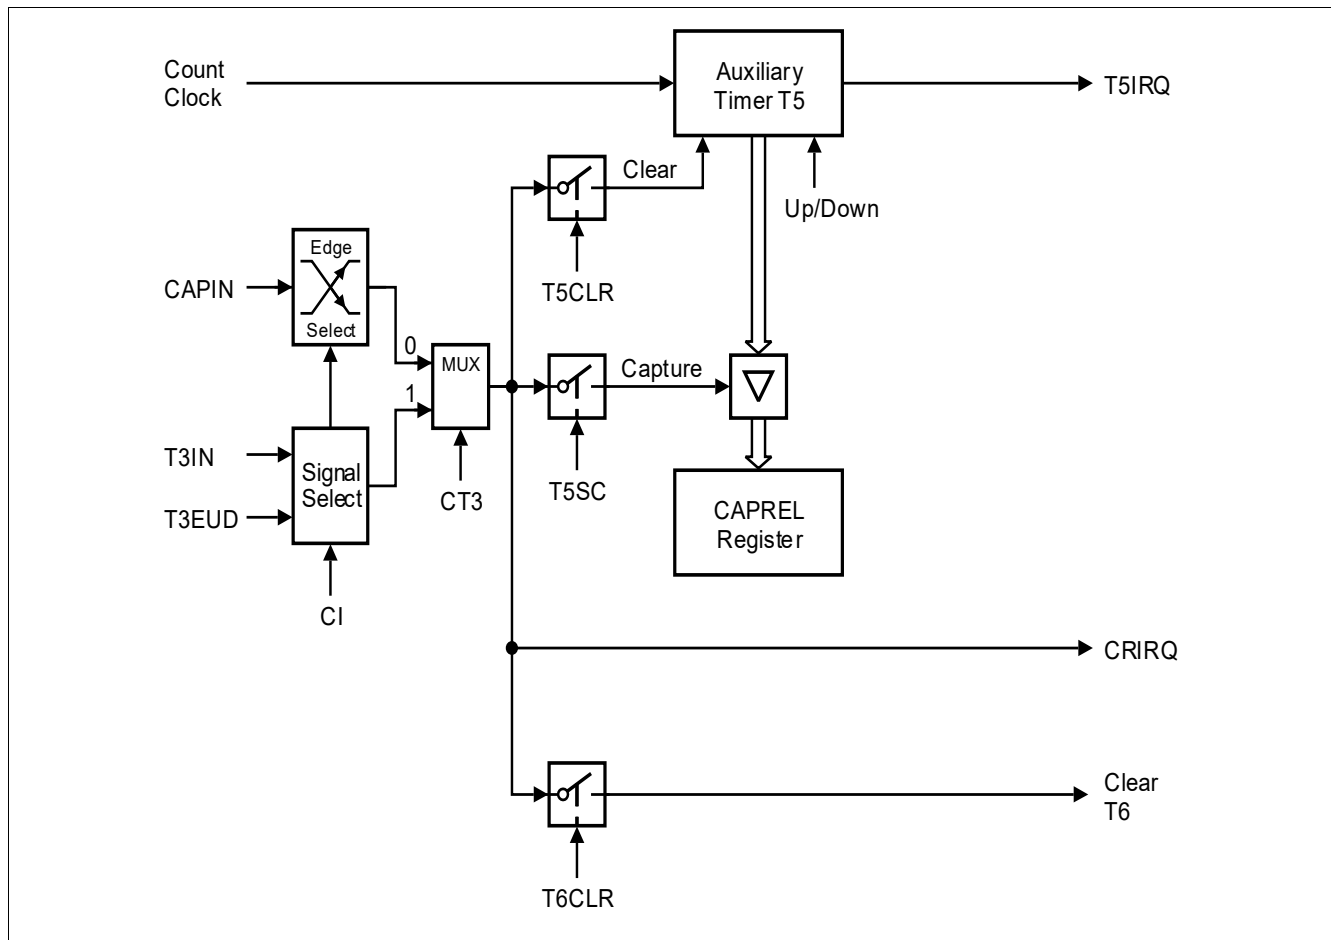 Count
Clock
Auxiliary
Timer T5
T5IRQ
Clear
Up/Down
T5CLR
Edge
Select
CAPIN
0
MUX
1
Capture
T3IN
T3EUD
Signal
Select
CT3
T5SC
CAPREL
Register
CI
CRIRQ
Clear
T6
T6CLR